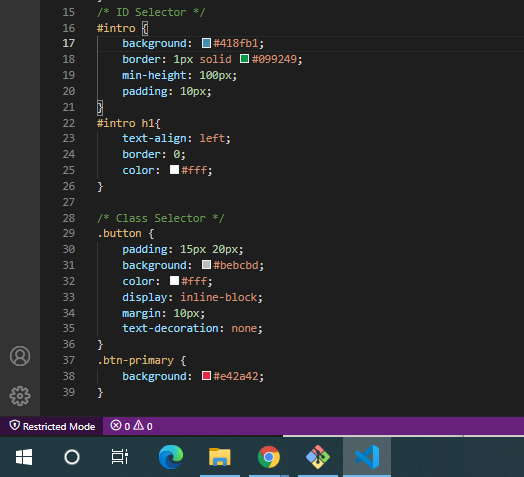 15 /* ID Selector */
16 #intro {
17 background: #418fb1;
18 border: 1px solid #099249;
19 min-height: 100px;
20 padding: 10px;
21 }
22 #intro h1{
23 text-align: left;
24 border: 0;
25 color: #fff;
26 }
27
28 /* Class Selector */
29 .button {
30 padding: 15px 20px;
31 background: #bebcbd;
32 color: #fff;
33 display: inline-block;
34 margin: 10px;
35 text-decoration: none;
36 }
37 .btn-primary {
38 background: #e42a42;
39 }
Restricted Mode 0 0